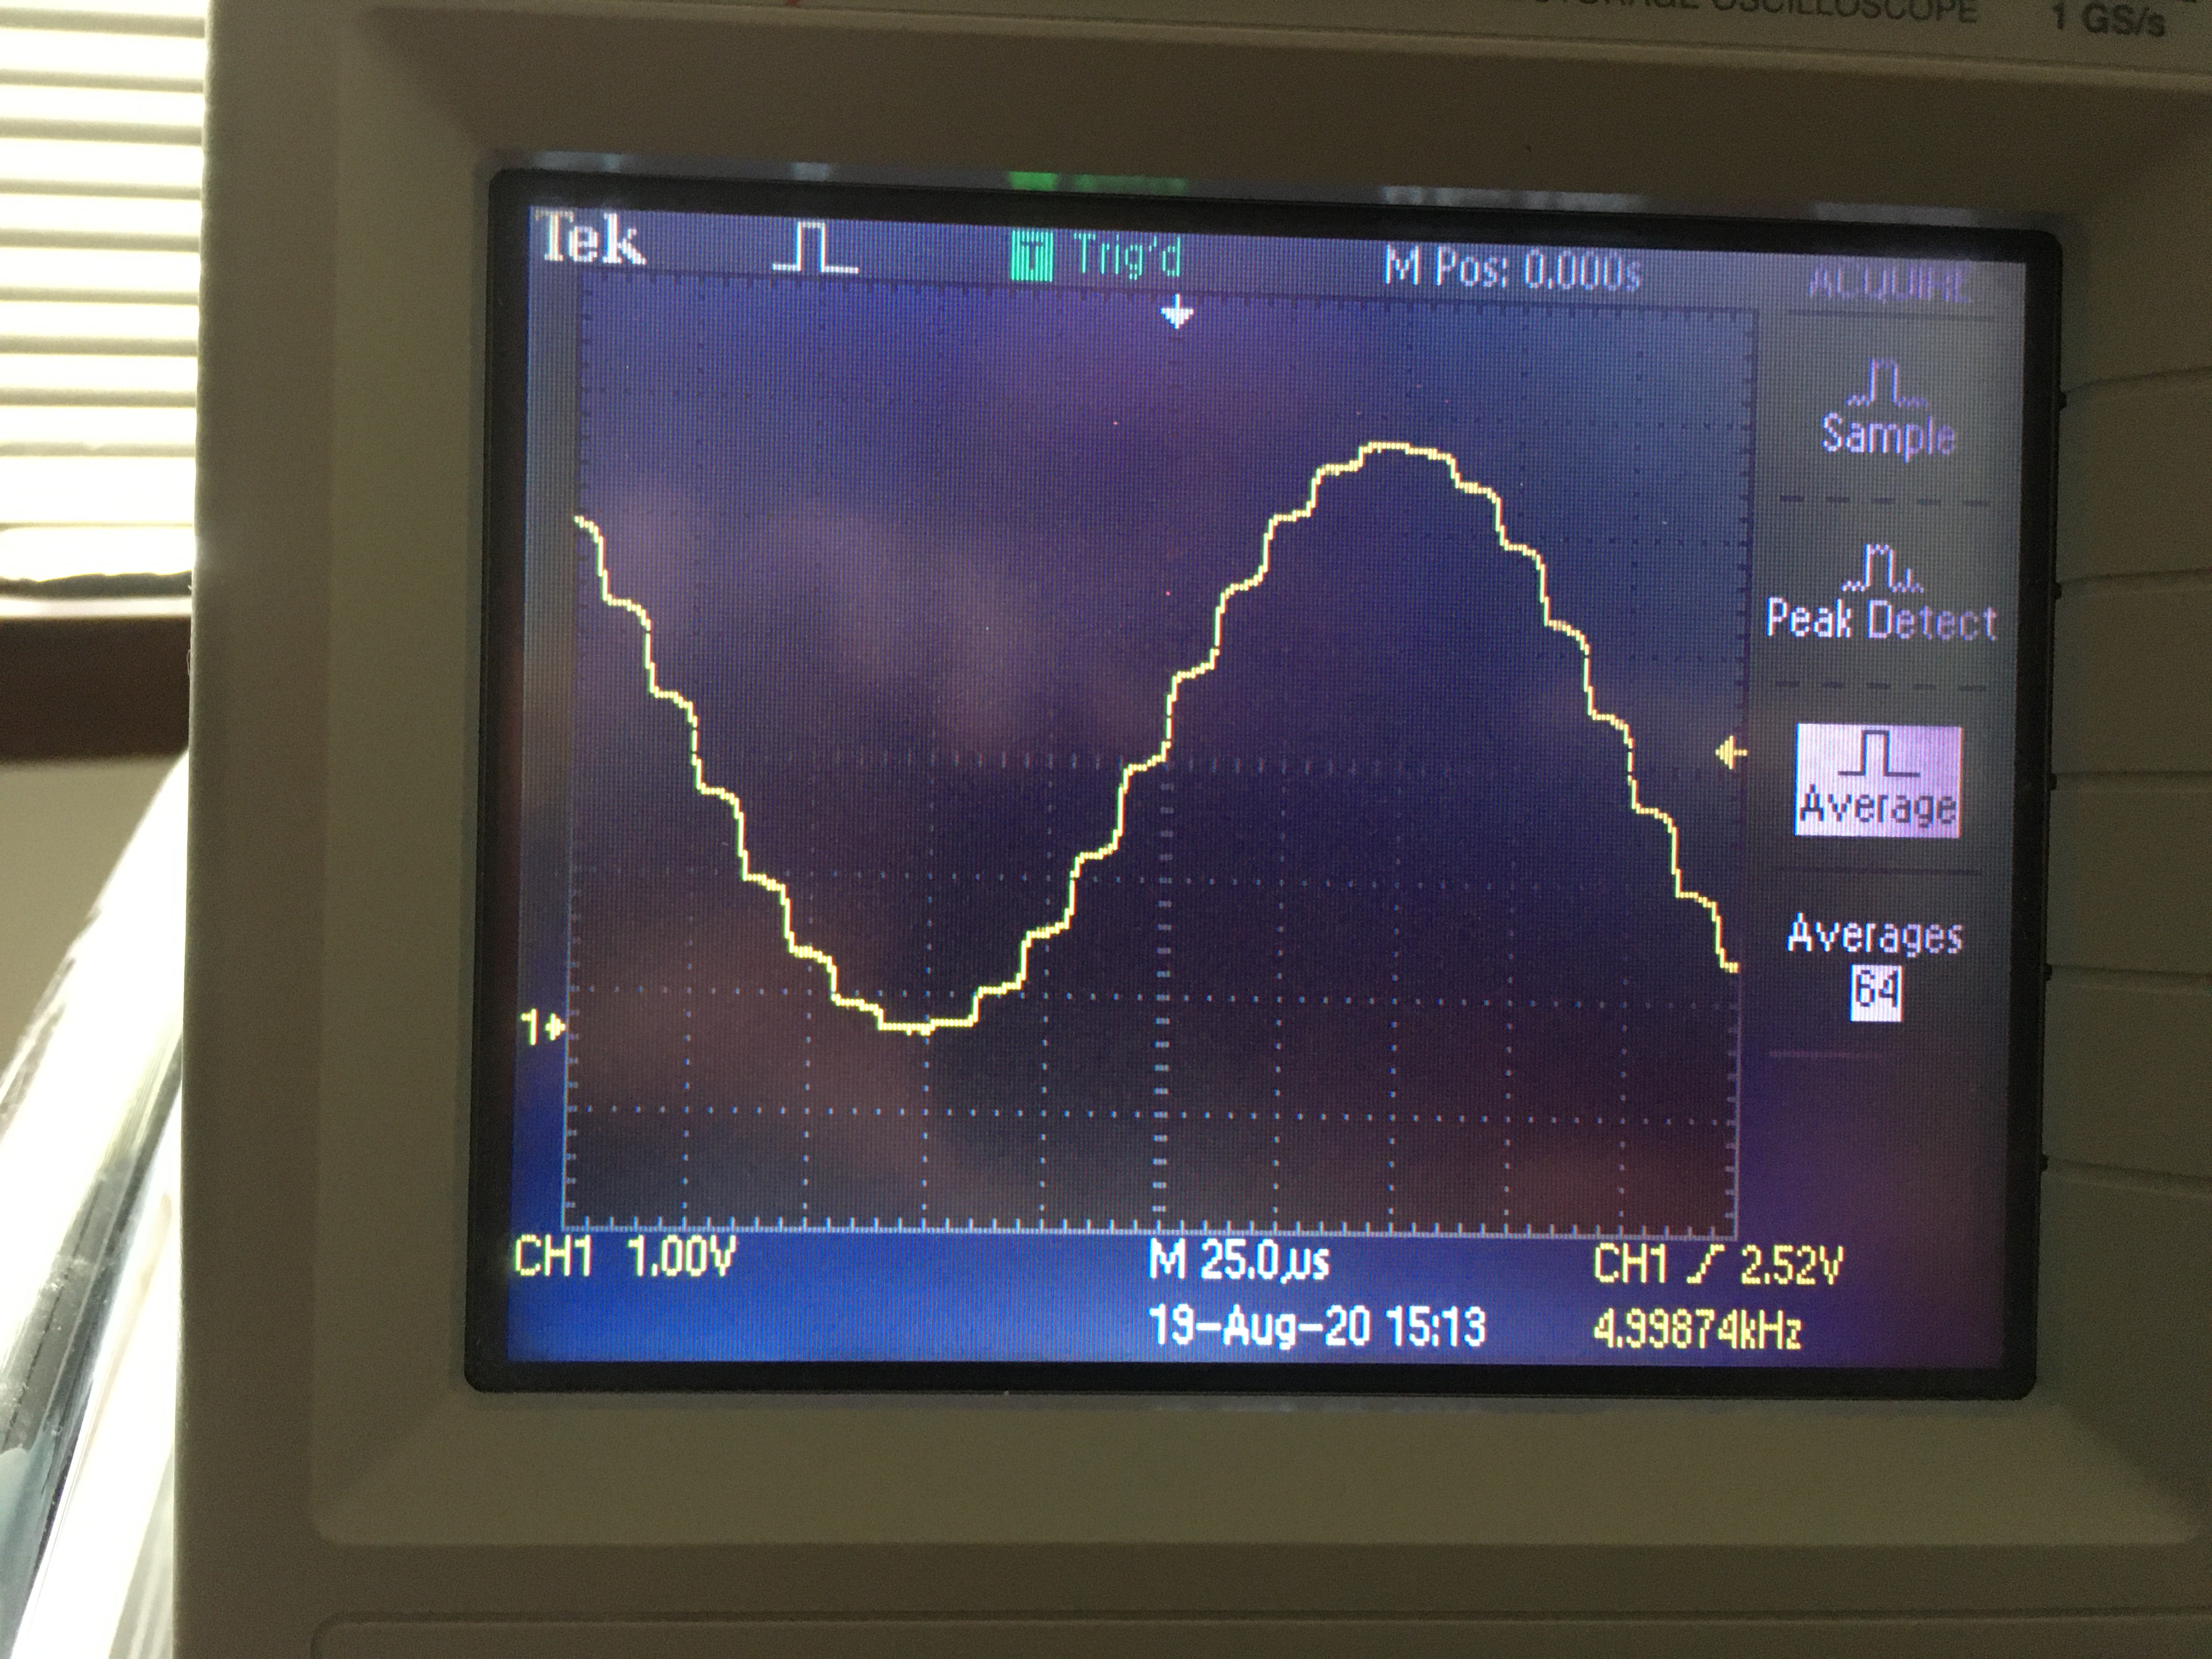 STORAGE OSCILLOSCOPE
1 GS/s
Tek T Trig'd M Pos: 0.000s ACQUIRE
Sample
Peak Detect
Average
Averages
64
1
CH1 1.00V M 25.0µs CH1 2.52V
19-Aug-20 15:13 4.99874kHz